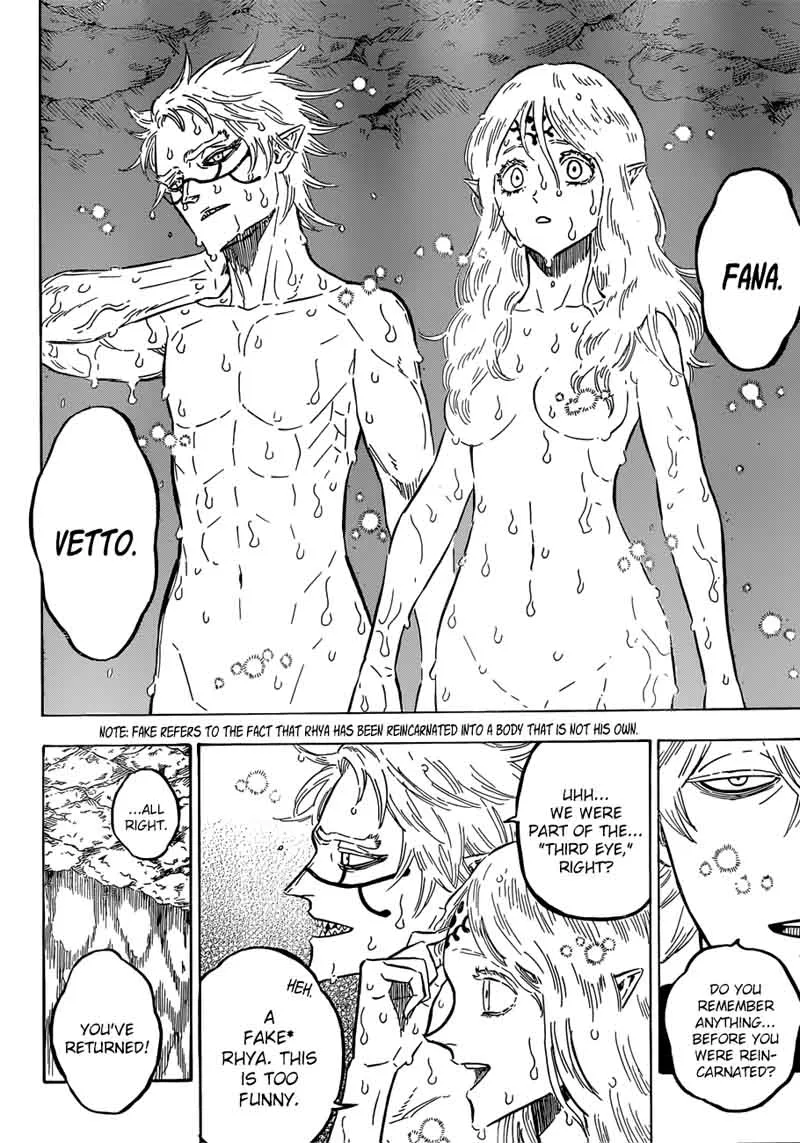 FANA.
VETTO.
NOTE: FAKE REFERS TO THE FACT THAT RHYA HAS BEEN REINCARNATED INTO A BODY THAT IS NOT HIS OWN.
DO YOU
REMEMBER
ANYTHING...
BEFORE YOU
WERE REIN-
CARNATED?
UHH...
WE WERE
PART OF THE...
"THIRD EYE,"
RIGHT?
HEH.
A
FAKE*
RHYA. THIS
IS TOO
FUNNY.
...ALL
RIGHT.
YOU'VE
RETURNED!